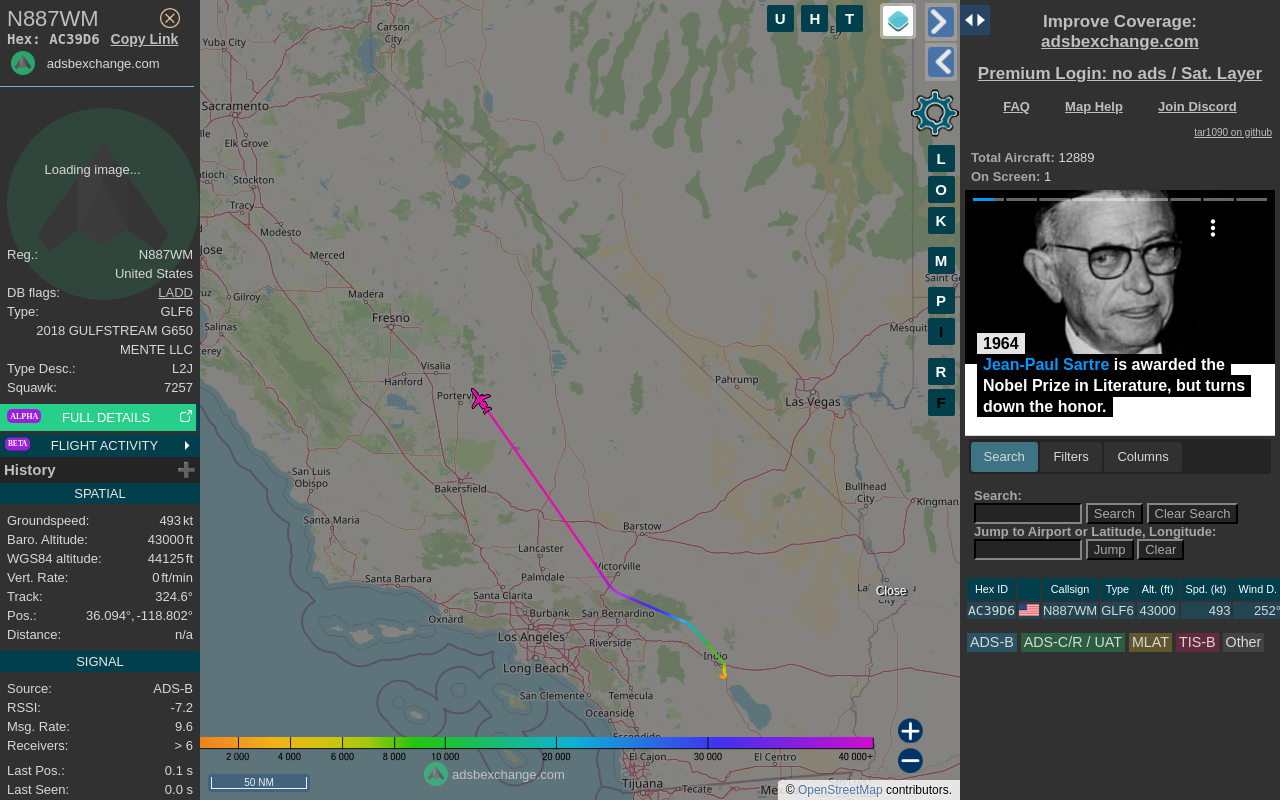 N887WM
Hex: AC39D6 Copy Link
adsbexchange.com
Loading image...
Reg.: N887WM
United States
DB flags: LADD
Type: GLF6
2018 GULFSTREAM G650
MENTE LLC
Type Desc.: L2J
Squawk: 7257
ALPHA FULL DETAILS
BETA FLIGHT ACTIVITY
History
SPATIAL
Groundspeed: 493 kt
Baro. Altitude: 43000 ft
WGS84 altitude: 44125 ft
Vert. Rate: 0 ft/min
Track: 324.6°
Pos.: 36.094°, -118.802°
Distance: n/a
SIGNAL
Source: ADS-B
RSSI: -7.2
Msg. Rate: 9.6
Receivers: > 6
Last Pos.: 0.1 s
Last Seen: 0.0 s
U H T
L
O
K
M
P
I
R
F
Yuba City
Carson
City
Sacramento
Elk Grove
Stockton
Tracy
Modesto
Merced
Gilroy
Madera
Salinas
Fresno
Visalia
Hanford
Bakersfield
San Luis
Obispo
Santa Maria
Santa Barbara
Lancaster
Palmdale
Victorville
Barstow
Santa Clarita
Burbank
San Bernardino
Oxnard
Los Angeles
Riverside
Long Beach
Indio
Temecula
San Clemente
Oceanside
Escondido
El Cajon
El Centro
Tijuana
Tecate
Pahrump
Las Vegas
Bullhead
City
Kingman
Close
2 000 4 000 6 000 8 000 10 000 20 000 30 000 40 000+
adsbexchange.com
50 NM
© OpenStreetMap contributors.
Improve Coverage:
adsbexchange.com
Premium Login: no ads / Sat. Layer
FAQ Map Help Join Discord
tar1090 on github
Total Aircraft: 12889
On Screen: 1
1964
Jean-Paul Sartre is awarded the
Nobel Prize in Literature, but turns
down the honor.
Search Filters Columns
Search:
Search Clear Search
Jump to Airport or Latitude, Longitude:
Jump Clear
Hex ID Callsign Type Alt. (ft) Spd. (kt) Wind D.
AC39D6 N887WM GLF6 43000 493 252°
ADS-B ADS-C/R / UAT MLAT TIS-B Other